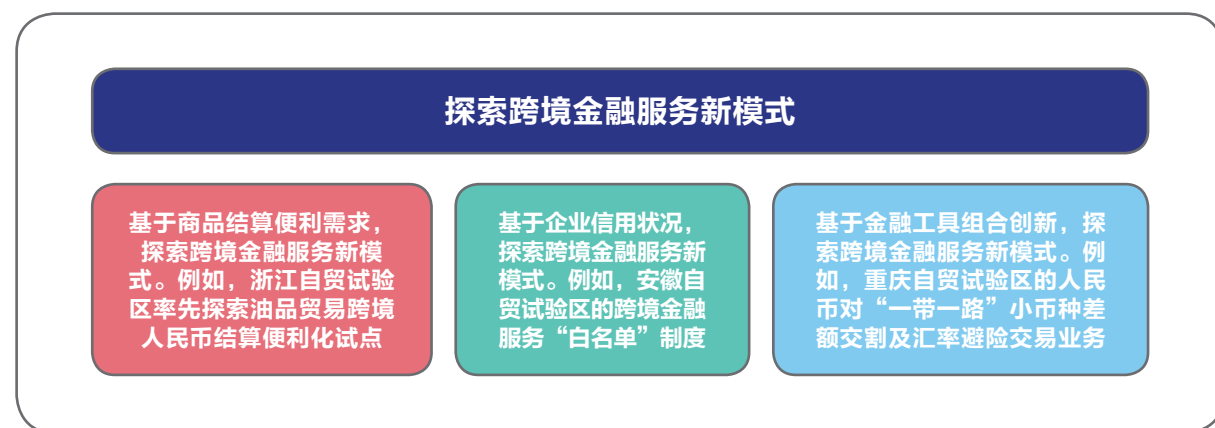 探索跨境金融服务新模式
基于商品结算便利需求，
探索跨境金融服务新模
式。例如，浙江自贸试验
区率先探索油品贸易跨境
人民币结算便利化试点
基于企业信用状况，
探索跨境金融服务新
模式。例如，安徽自
贸试验区的跨境金融
服务“白名单”制度
基于金融工具组合创新，探
索跨境金融服务新模式。例
如，重庆自贸试验区的人民
币对“一带一路”小币种差
额交割及汇率避险交易业务